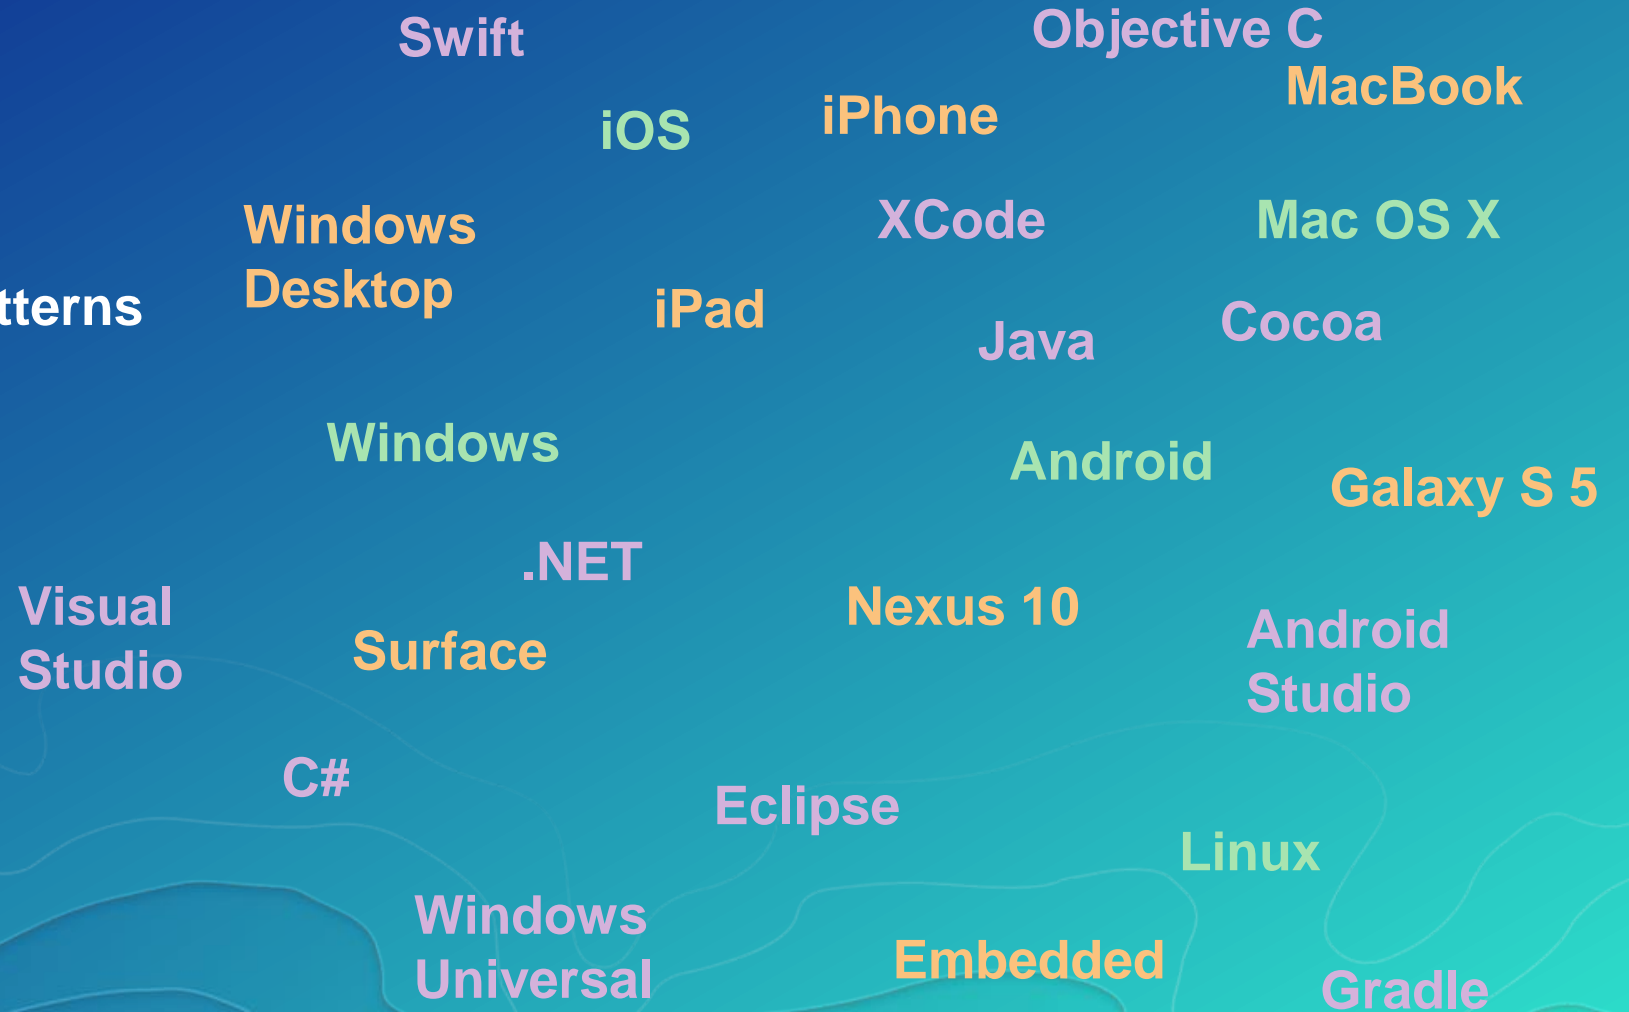 Swift
Objective C
MacBook
iPhone
iOS
XCode
Mac OS X
Windows
Desktop
tterns
iPad
Java
Cocoa
Windows
Android
Galaxy S 5
.NET
Visual
Studio
Surface
Nexus 10
Android
Studio
C#
Eclipse
Linux
Windows
Universal
Embedded
Gradle